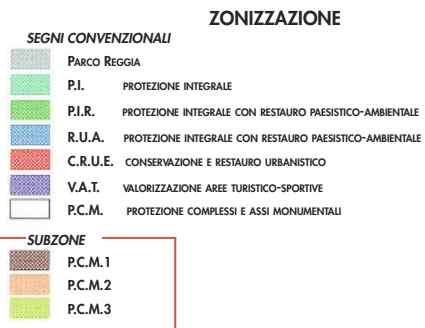 ZONIZZAZIONE
SEGNI CONVENZIONALI
PARCO REGGIA
P.I. PROTEZIONE INTEGRALE
P.I.R. PROTEZIONE INTEGRALE CON RESTAURO PAESISTICO-AMBIENTALE
R.U.A. PROTEZIONE INTEGRALE CON RESTAURO PAESISTICO-AMBIENTALE
C.R.U.E. CONSERVAZIONE E RESTAURO URBANISTICO
V.A.T. VALORIZZAZIONE AREE TURISTICO-SPORTIVE
P.C.M. PROTEZIONE COMPLESSI E ASSI MONUMENTALI
SUBZONE
P.C.M.1
P.C.M.2
P.C.M.3